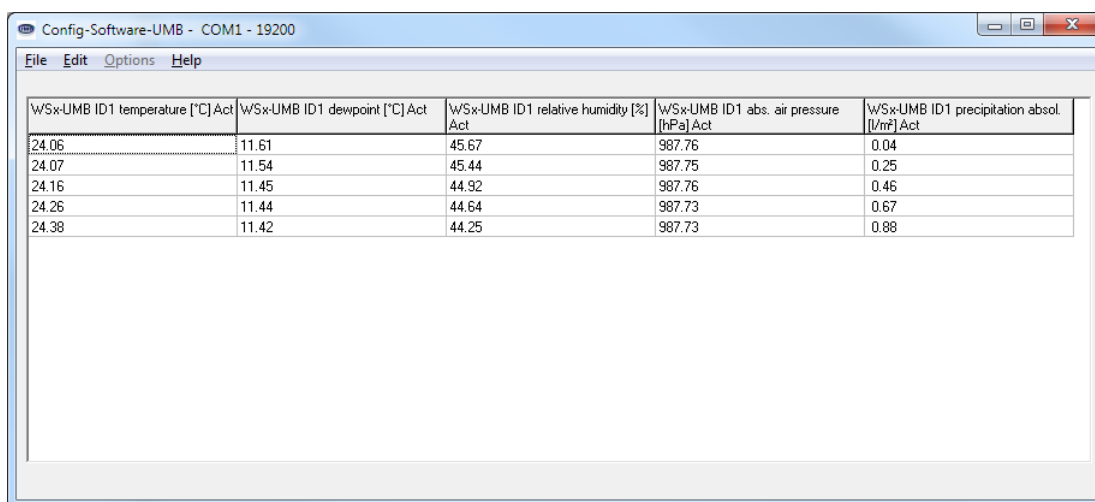 Config-Software-UMB - COM1 - 19200
File Edit Options Help
WSx-UMB ID1 temperature [°C] Act WSx-UMB ID1 dewpoint [°C] Act WSx-UMB ID1 relative humidity [%] Act WSx-UMB ID1 abs. air pressure [hPa] Act WSx-UMB ID1 precipitation absol. [l/m²] Act
24.06 11.61 45.67 987.76 0.04
24.07 11.54 45.44 987.75 0.25
24.16 11.45 44.92 987.76 0.46
24.26 11.44 44.64 987.73 0.67
24.38 11.42 44.25 987.73 0.88